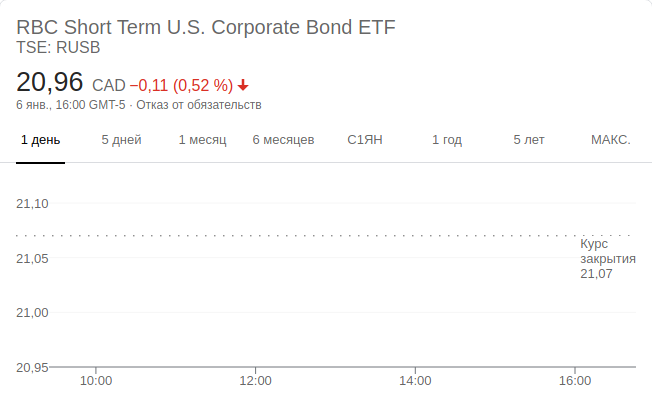 RBC Short Term U.S. Corporate Bond ETF
TSE: RUSB
20,96 CAD −0,11 (0,52 %)
6 янв., 16:00 GMT-5 · Отказ от обязательств
1 день 5 дней 1 месяц 6 месяцев С1ЯН 1 год 5 лет МАКС.
21,10
Курс
закрытия
21,07
21,05
21,00
20,95
10:00 12:00 14:00 16:00